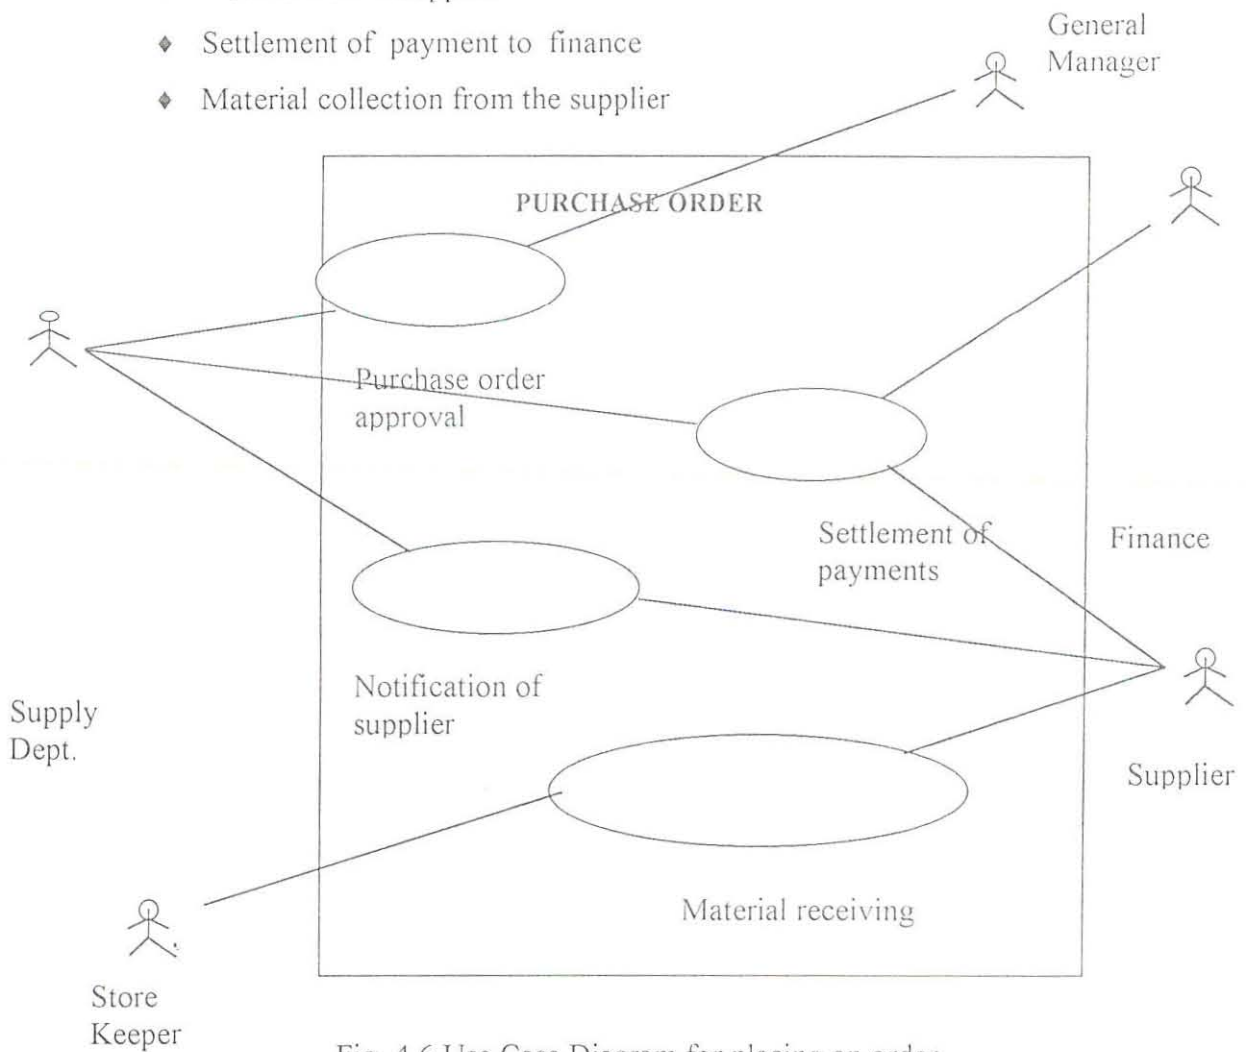 ♦ Settlement of payment to finance
♦ Material collection from the supplier
General
Manager
PURCHASE ORDER
Purchase order
approval
Settlement of
payments
Finance
Notification of
supplier
Supply
Dept.
Supplier
Material receiving
Store
Keeper
Fig. 4.6 Use Case Diagram for placing an order